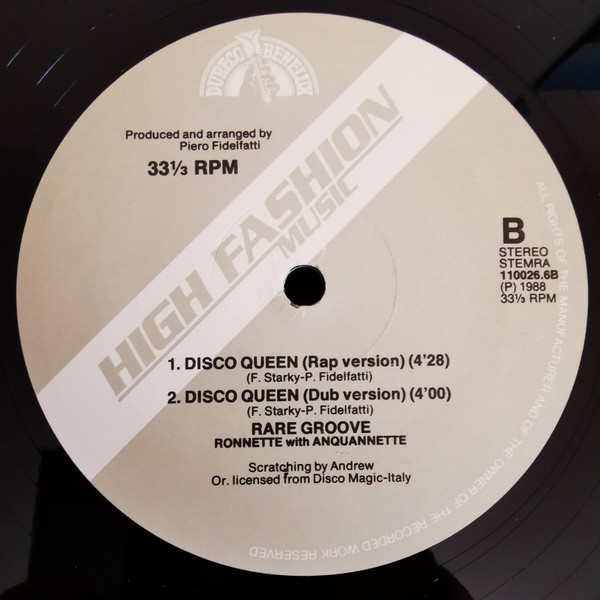 DURECO BENELUX
Produced and arranged by
Piero Fidelfatti
33⅓ RPM
HIGH FASHION
MUSIC
B
STEREO
STEMRA
110026.6B
(P) 1988
33⅓ RPM
1. DISCO QUEEN (Rap version) (4'28)
(F. Starky-P. Fidelfatti)
2. DISCO QUEEN (Dub version) (4'00)
(F. Starky-P. Fidelfatti)
RARE GROOVE
RONNETTE with ANQUANNETTE
Scratching by Andrew
Or. licensed from Disco Magic-Italy
ALL RIGHTS OF THE MANUFACTURER AND OF THE OWNER OF THE RECORDED WORK RESERVED